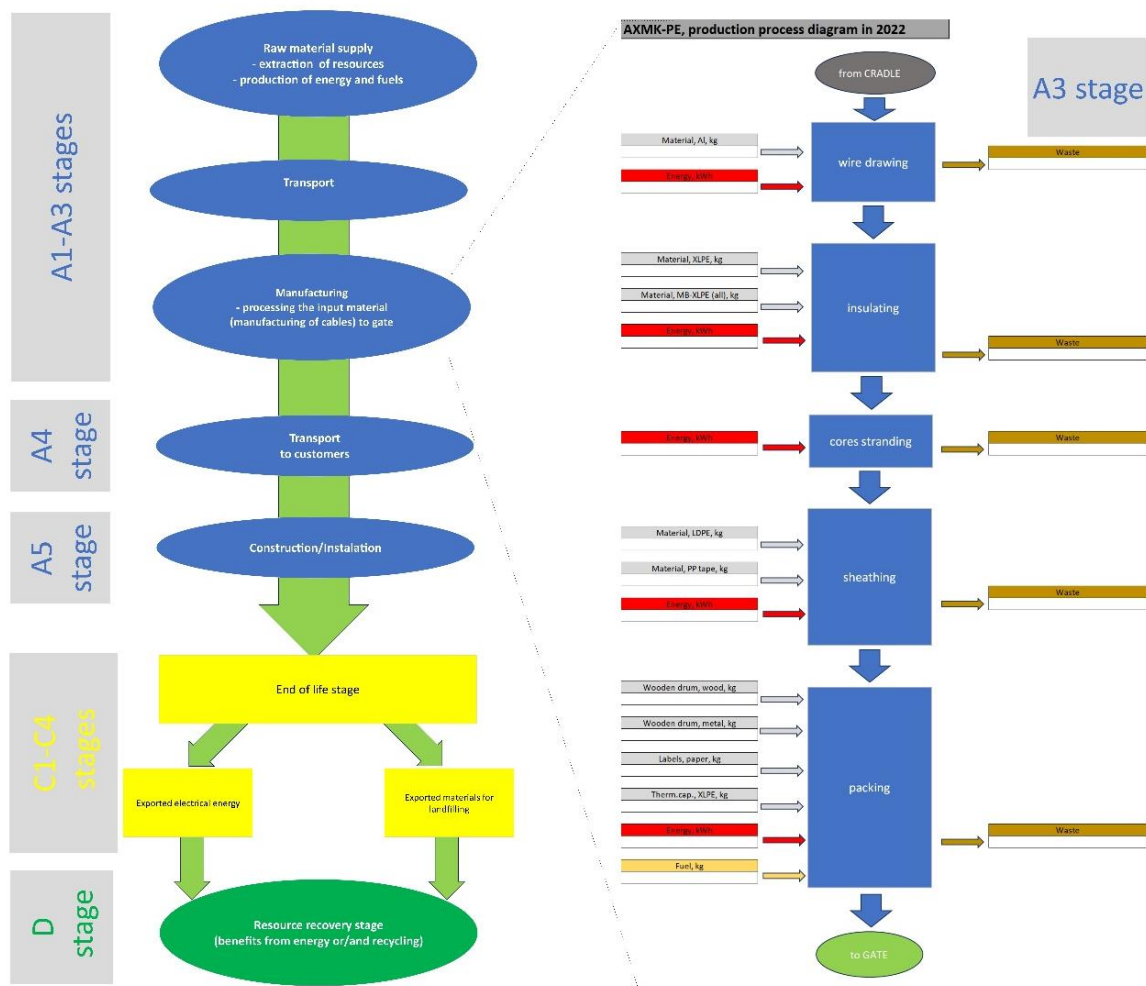 A1-A3 stages
Raw material supply
- extraction of resources
- production of energy and fuels
Transport
Manufacturing
- processing the input material
(manufacturing of cables) to gate
A4
stage
Transport
to customers
A5
stage
Construction/Instalation
C1-C4
stages
End of life stage
Exported electrical energy
Exported materials for
landfilling
D
stage
Resource recovery stage
(benefits from energy or/and recycling)
AXMK-PE, production process diagram in 2022
A3 stage
from CRADLE
Material, Al, kg
Energy, kWh
wire drawing
Waste
Material, XLPE, kg
Material, MB-XLPE (all), kg
Energy, kWh
insulating
Waste
Energy, kWh
cores stranding
Waste
Material, LDPE, kg
Material, PP tape, kg
Energy, kWh
sheathing
Waste
Wooden drum, wood, kg
Wooden drum, metal, kg
Labels, paper, kg
Therm.cap., XLPE, kg
Energy, kWh
Fuel, kg
packing
Waste
to GATE